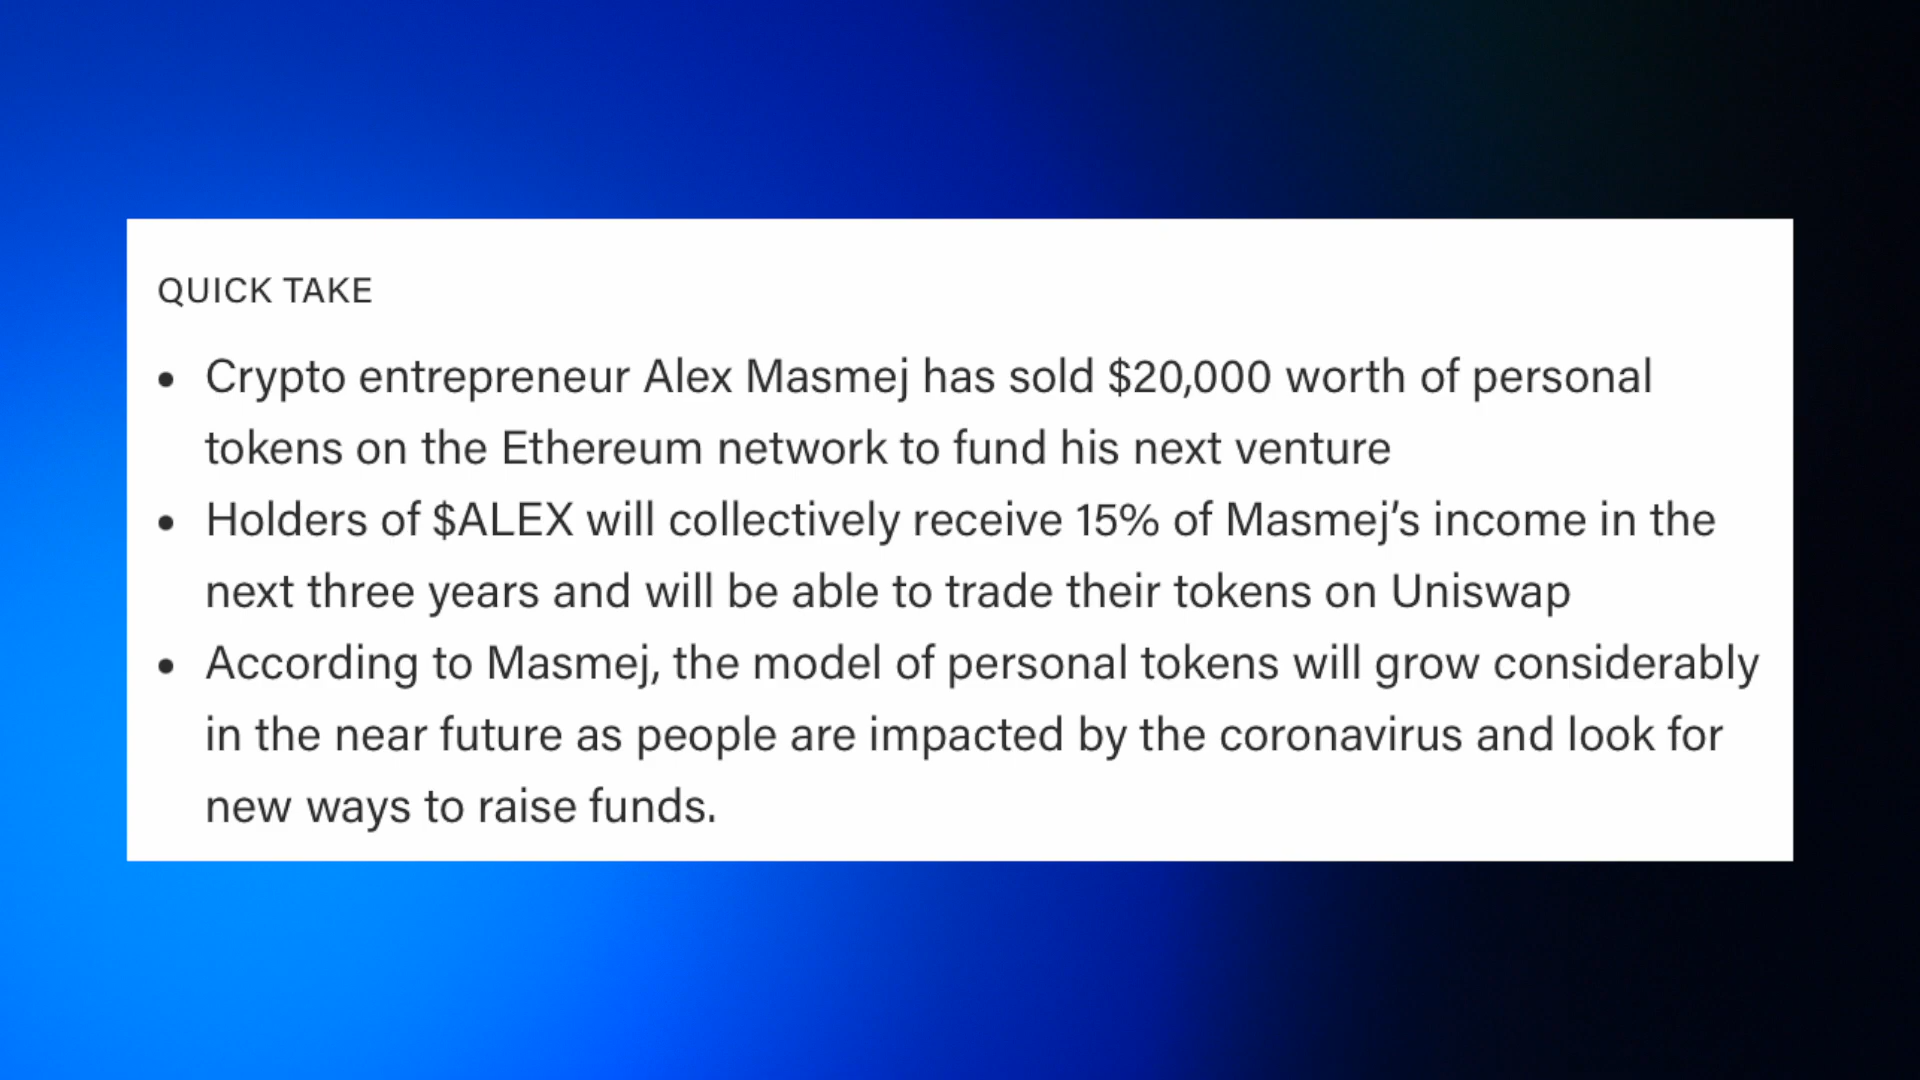 QUICK TAKE
• Crypto entrepreneur Alex Masmej has sold $20,000 worth of personal
tokens on the Ethereum network to fund his next venture
• Holders of $ALEX will collectively receive 15% of Masmej’s income in the
next three years and will be able to trade their tokens on Uniswap
• According to Masmej, the model of personal tokens will grow considerably
in the near future as people are impacted by the coronavirus and look for
new ways to raise funds.